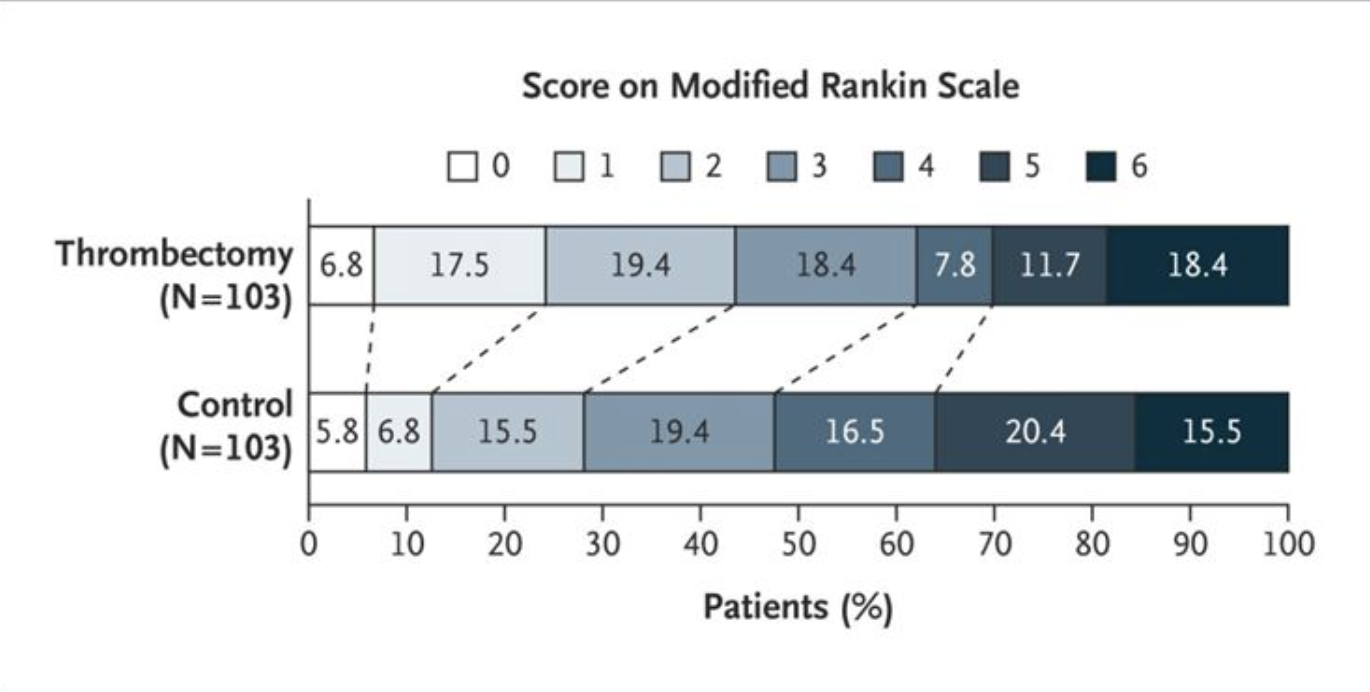 Score on Modified Rankin Scale
0 1 2 3 4 5 6
Thrombectomy
(N=103)
6.8 17.5 19.4 18.4 7.8 11.7 18.4
Control
(N=103)
5.8 6.8 15.5 19.4 16.5 20.4 15.5
0 10 20 30 40 50 60 70 80 90 100
Patients (%)